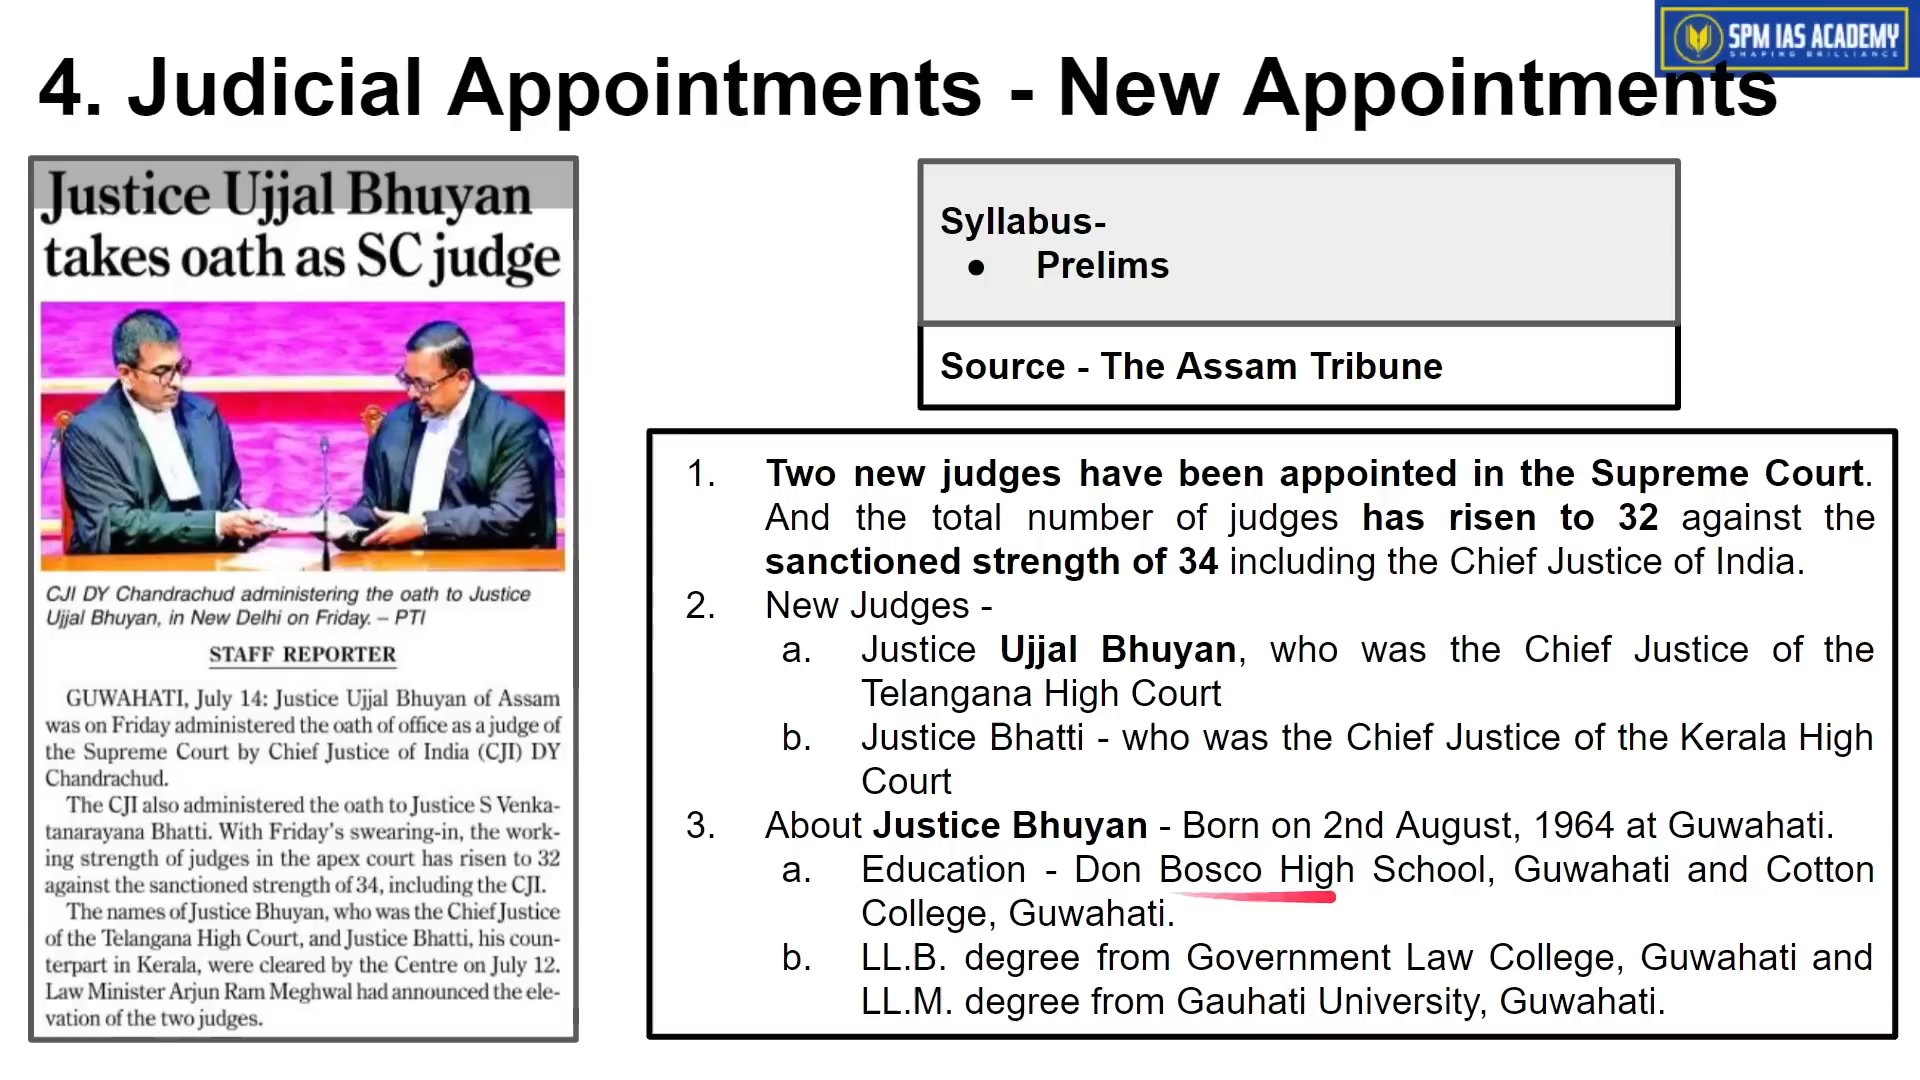 SPM IAS ACADEMY
SHAPING BRILLIANCE
4. Judicial Appointments - New Appointments
Justice Ujjal Bhuyan
takes oath as SC judge
CJI DY Chandrachud administering the oath to Justice
Ujjal Bhuyan, in New Delhi on Friday. – PTI
STAFF REPORTER
GUWAHATI, July 14: Justice Ujjal Bhuyan of Assam
was on Friday administered the oath of office as a judge of
the Supreme Court by Chief Justice of India (CJI) DY
Chandrachud.
The CJI also administered the oath to Justice S Venka-
tanarayana Bhatti. With Friday's swearing-in, the work-
ing strength of judges in the apex court has risen to 32
against the sanctioned strength of 34, including the CJI.
The names of Justice Bhuyan, who was the Chief Justice
of the Telangana High Court, and Justice Bhatti, his coun-
terpart in Kerala, were cleared by the Centre on July 12.
Law Minister Arjun Ram Meghwal had announced the ele-
vation of the two judges.
Syllabus-
● Prelims
Source - The Assam Tribune
1. Two new judges have been appointed in the Supreme Court.
And the total number of judges has risen to 32 against the
sanctioned strength of 34 including the Chief Justice of India.
2. New Judges -
a. Justice Ujjal Bhuyan, who was the Chief Justice of the
Telangana High Court
b. Justice Bhatti - who was the Chief Justice of the Kerala High
Court
3. About Justice Bhuyan - Born on 2nd August, 1964 at Guwahati.
a. Education - Don Bosco High School, Guwahati and Cotton
College, Guwahati.
b. LL.B. degree from Government Law College, Guwahati and
LL.M. degree from Gauhati University, Guwahati.